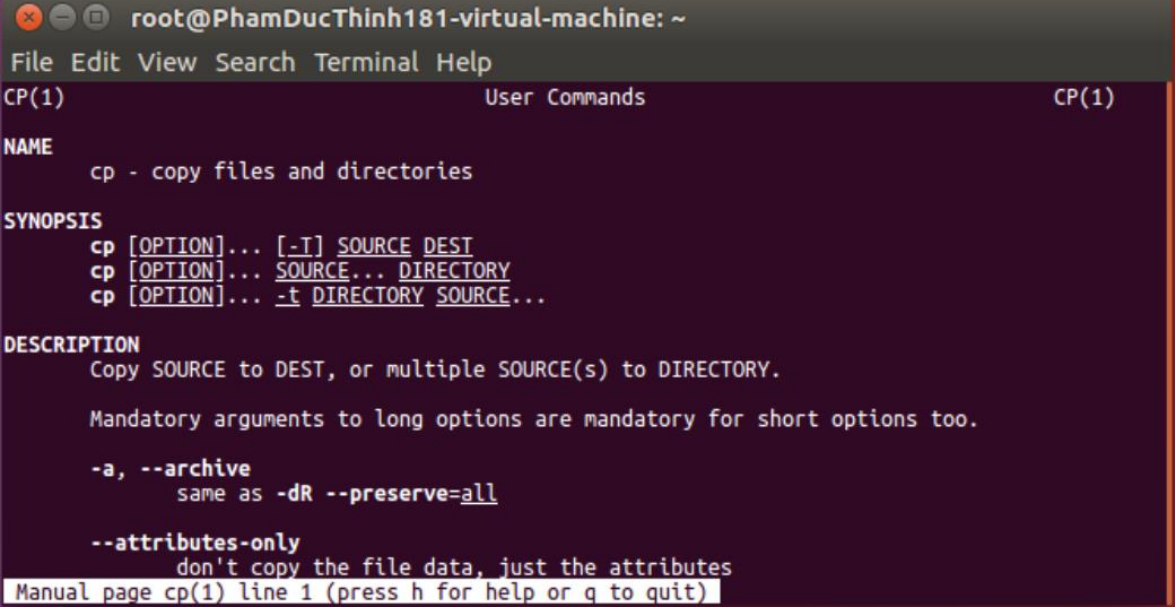 root@PhamDucThinh181-virtual-machine: ~
File Edit View Search Terminal Help
CP(1) User Commands CP(1)
NAME
cp - copy files and directories
SYNOPSIS
cp [OPTION]... [-T] SOURCE DEST
cp [OPTION]... SOURCE... DIRECTORY
cp [OPTION]... -t DIRECTORY SOURCE...
DESCRIPTION
Copy SOURCE to DEST, or multiple SOURCE(s) to DIRECTORY.
Mandatory arguments to long options are mandatory for short options too.
-a, --archive
same as -dR --preserve=all
--attributes-only
don't copy the file data, just the attributes
Manual page cp(1) line 1 (press h for help or q to quit)